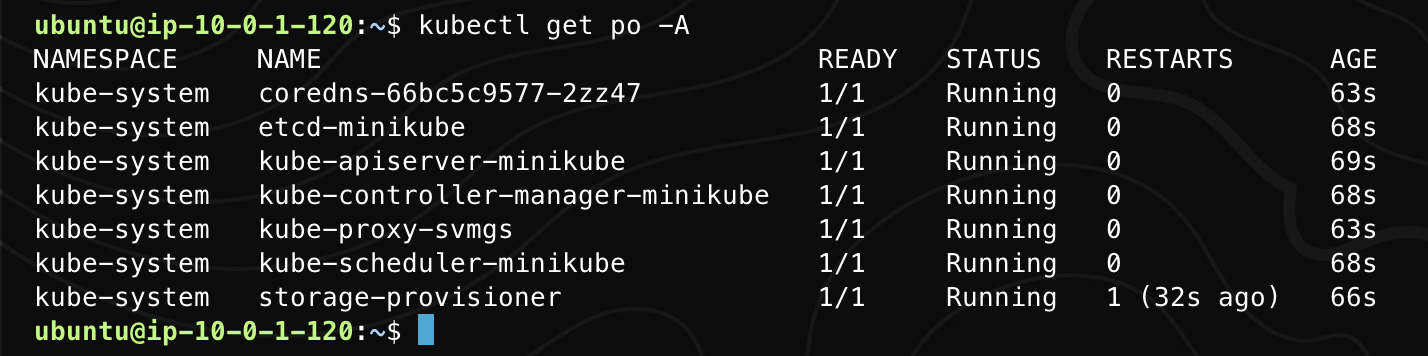 ubuntu@ip-10-0-1-120:~$ kubectl get po -A
NAMESPACE     NAME                               READY   STATUS    RESTARTS      AGE
kube-system   coredns-66bc5c9577-2zz47           1/1     Running   0             63s
kube-system   etcd-minikube                      1/1     Running   0             68s
kube-system   kube-apiserver-minikube            1/1     Running   0             69s
kube-system   kube-controller-manager-minikube   1/1     Running   0             68s
kube-system   kube-proxy-svmgs                   1/1     Running   0             63s
kube-system   kube-scheduler-minikube            1/1     Running   0             68s
kube-system   storage-provisioner                1/1     Running   1 (32s ago)   66s
ubuntu@ip-10-0-1-120:~$